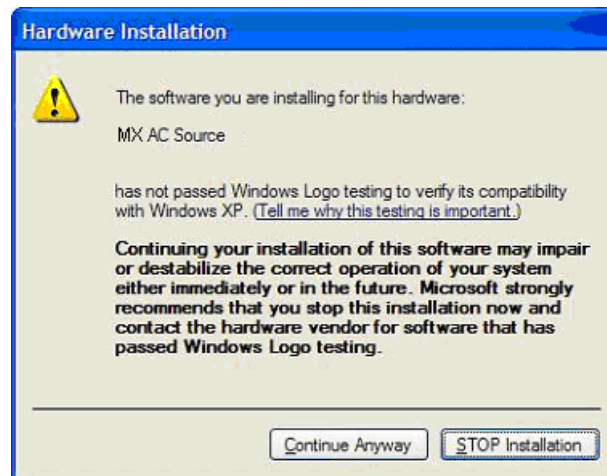 Hardware Installation
The software you are installing for this hardware:
MX AC Source
has not passed Windows Logo testing to verify its compatibility
with Windows XP. (Tell me why this testing is important.)
Continuing your installation of this software may impair
or destabilize the correct operation of your system
either immediately or in the future. Microsoft strongly
recommends that you stop this installation now and
contact the hardware vendor for software that has
passed Windows Logo testing.
Continue Anyway
STOP Installation